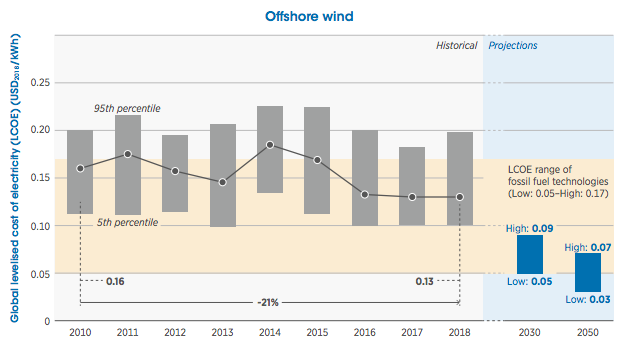 Offshore wind
Global levelised cost of electricity (LCOE) (USD2018/kWh)
Historical
Projections
0.25
0.20
0.15
0.10
0.05
0
95th percentile
5th percentile
LCOE range of
fossil fuel technologies
(Low: 0.05–High: 0.17)
High: 0.09
Low: 0.05
High: 0.07
Low: 0.03
0.16
0.13
-21%
2010 2011 2012 2013 2014 2015 2016 2017 2018 2030 2050